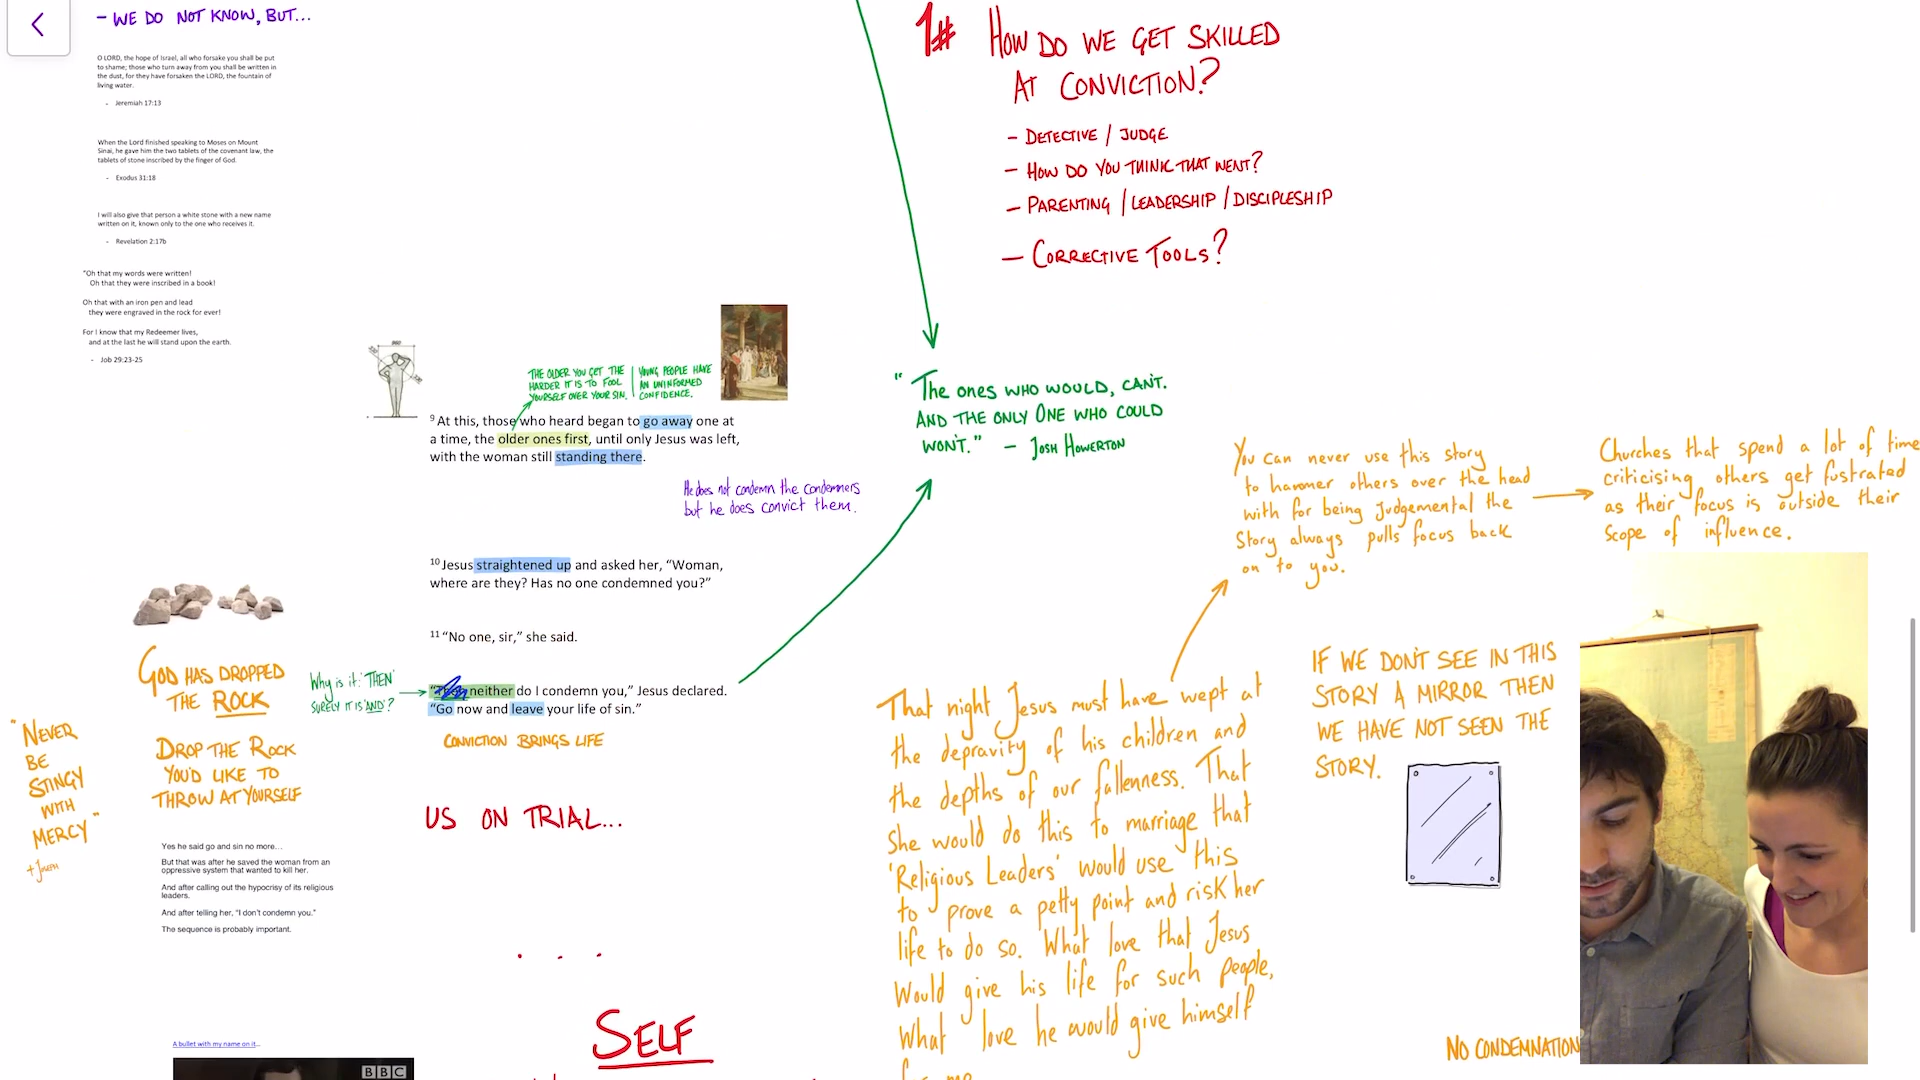 - WE DO NOT KNOW, BUT...
O LORD, the hope of Israel, all who forsake you shall be put
to shame; those who turn away from you shall be written in
the dust, for they have forsaken the LORD, the fountain of
living water.
- Jeremiah 17:13
When the Lord finished speaking to Moses on Mount
Sinai, he gave him the two tablets of the covenant law, the
tablets of stone inscribed by the finger of God.
- Exodus 31:18
I will also give that person a white stone with a new name
written on it, known only to the one who receives it.
- Revelation 2:17b
"Oh that my words were written!
Oh that they were inscribed in a book!
Oh that with an iron pen and lead
they were engraved in the rock for ever!
For I know that my Redeemer lives,
and at the last he will stand upon the earth.
- Job 29:23-25
1# HOW DO WE GET SKILLED
AT CONVICTION?
- DETECTIVE / JUDGE
- HOW DO YOU THINK THAT WENT?
- PARENTING / LEADERSHIP / DISCIPLESHIP
- CORRECTIVE TOOLS?
THE OLDER YOU GET THE
HARDER IT IS TO FOOL
YOURSELF OVER YOUR SIN.
YOUNG PEOPLE HAVE
AN UNINFORMED
CONFIDENCE.
9 At this, those who heard began to go away one at
a time, the older ones first, until only Jesus was left,
with the woman still standing there.
He does not condemn the condemners
but he does convict them.
10 Jesus straightened up and asked her, “Woman,
where are they? Has no one condemned you?”
11 “No one, sir,” she said.
Why is it 'THEN'
SURELY IT IS 'AND'?
neither do I condemn you,” Jesus declared.
“Go now and leave your life of sin.”
CONVICTION BRINGS LIFE
US ON TRIAL...
. . .
SELF
GOD HAS DROPPED
THE ROCK
DROP THE ROCK
YOU'D LIKE TO
THROW AT YOURSELF
"NEVER
BE
STINGY
WITH
MERCY"
+ JOSEPH
Yes he said go and sin no more…
But that was after he saved the woman from an
oppressive system that wanted to kill her.
And after calling out the hypocrisy of its religious
leaders.
And after telling her, “I don't condemn you.”
The sequence is probably important.
A bullet with my name on it…
BBC
"THE ONES WHO WOULD, CAN'T.
AND THE ONLY ONE WHO COULD
WON'T." - JOSH HOWERTON
You can never use this story
to hammer others over the head
with for being judgemental the
Story always pulls focus back
on to you.
Churches that spend a lot of time
criticising others get fustrated
as their focus is outside their
scope of influence.
That night Jesus must have wept at
the depravity of his children and
the depths of our fallenness. That
she would do this to marriage that
'Religious Leaders' would use this
to prove a petty point and risk her
life to do so. What love that Jesus
would give his life for such people,
what love he would give himself
for me
IF WE DON'T SEE IN THIS
STORY A MIRROR THEN
WE HAVE NOT SEEN THE
STORY.
NO CONDEMNATION